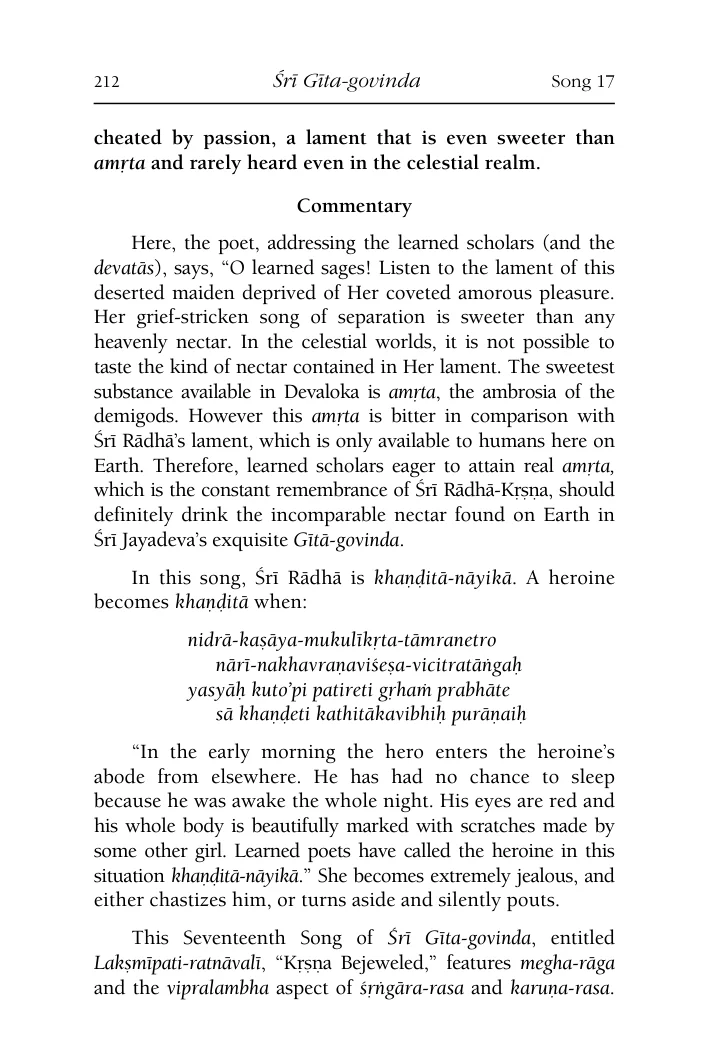 212 Śrī Gīta-govinda Song 17
cheated by passion, a lament that is even sweeter than
amṛta and rarely heard even in the celestial realm.
Commentary
Here, the poet, addressing the learned scholars (and the
devatās), says, “O learned sages! Listen to the lament of this
deserted maiden deprived of Her coveted amorous pleasure.
Her grief-stricken song of separation is sweeter than any
heavenly nectar. In the celestial worlds, it is not possible to
taste the kind of nectar contained in Her lament. The sweetest
substance available in Devaloka is amṛta, the ambrosia of the
demigods. However this amṛta is bitter in comparison with
Śrī Rādhā’s lament, which is only available to humans here on
Earth. Therefore, learned scholars eager to attain real amṛta,
which is the constant remembrance of Śrī Rādhā-Kṛṣṇa, should
definitely drink the incomparable nectar found on Earth in
Śrī Jayadeva’s exquisite Gītā-govinda.
In this song, Śrī Rādhā is khaṇḍitā-nāyikā. A heroine
becomes khaṇḍitā when:
nidrā-kaṣāya-mukulīkṛta-tāmranetro
nārī-nakhavraṇaviśeṣa-vicitratāṅgaḥ
yasyāḥ kuto’pi patireti gṛhaṁ prabhāte
sā khaṇḍeti kathitākavibhiḥ purāṇaiḥ
“In the early morning the hero enters the heroine’s
abode from elsewhere. He has had no chance to sleep
because he was awake the whole night. His eyes are red and
his whole body is beautifully marked with scratches made by
some other girl. Learned poets have called the heroine in this
situation khaṇḍitā-nāyikā.” She becomes extremely jealous, and
either chastizes him, or turns aside and silently pouts.
This Seventeenth Song of Śrī Gīta-govinda, entitled
Lakṣmīpati-ratnāvalī, “Kṛṣṇa Bejeweled,” features megha-rāga
and the vipralambha aspect of śṛṅgāra-rasa and karuṇa-rasa.